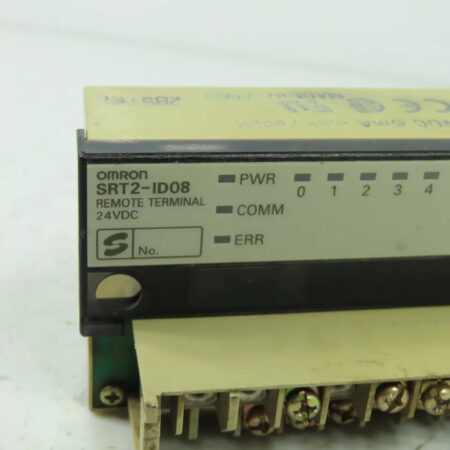 OMRON
SRT2-ID08
REMOTE TERMINAL
24VDC
S No.
PWR
COMM
ERR
0 1 2 3 4